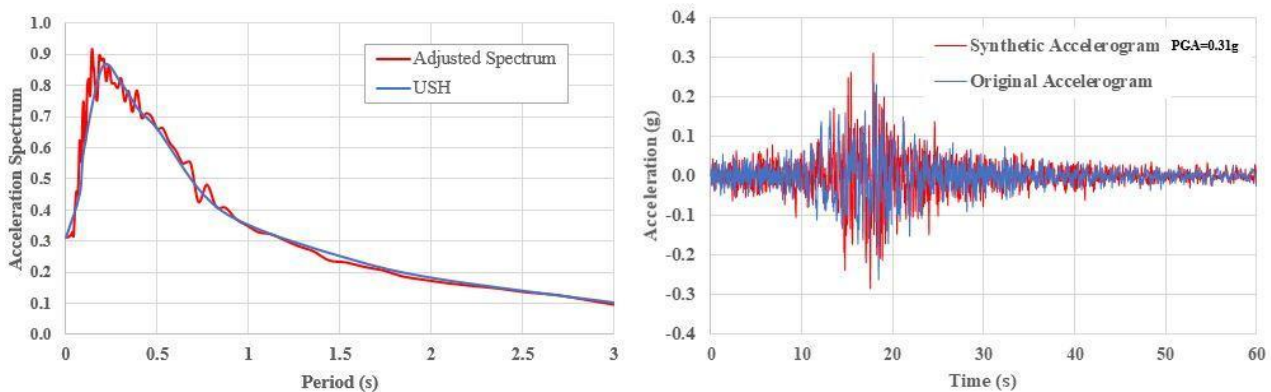 Acceleration Spectrum
1.0
0.9
0.8
0.7
0.6
0.5
0.4
0.3
0.2
0.1
0.0
Adjusted Spectrum
USH
0 0.5 1 1.5 2 2.5 3
Period (s)
Acceleration (g)
0.4
0.3
0.2
0.1
0.0
-0.1
-0.2
-0.3
-0.4
Synthetic Accelerogram PGA=0.31g
Original Accelerogram
0 10 20 30 40 50 60
Time (s)